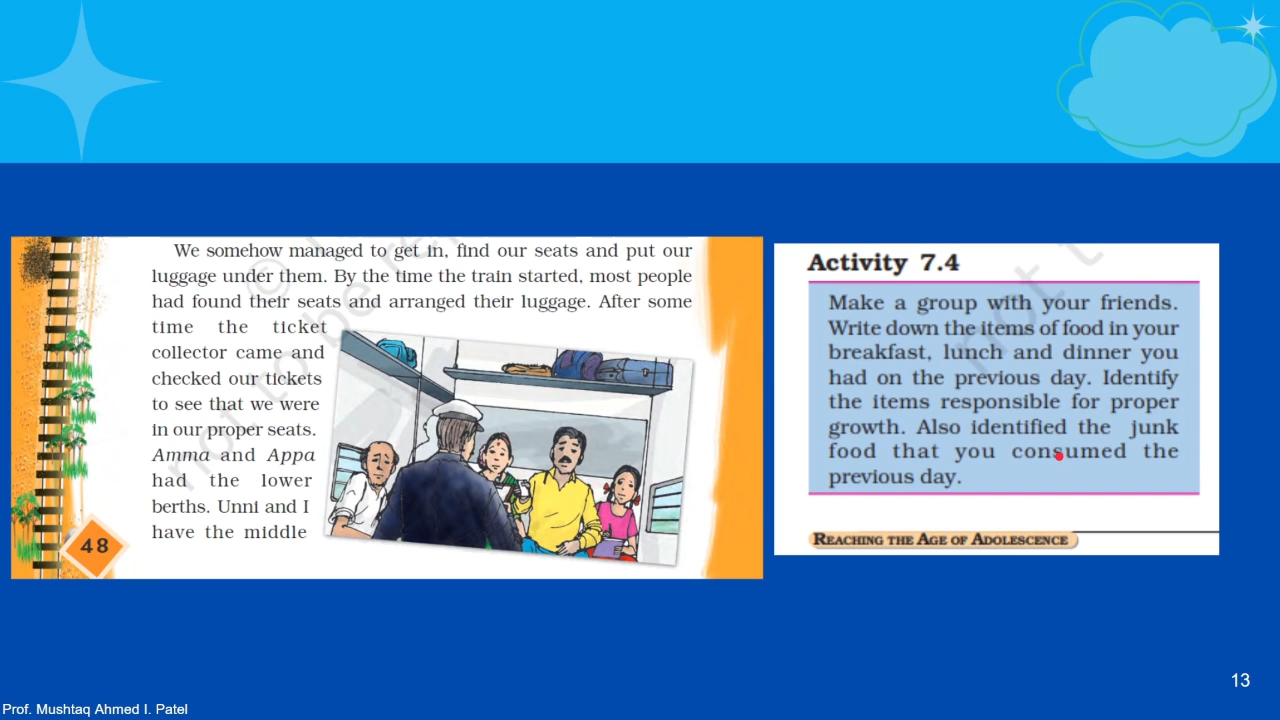 We somehow managed to get in, find our seats and put our
luggage under them. By the time the train started, most people
had found their seats and arranged their luggage. After some
time the ticket
collector came and
checked our tickets
to see that we were
in our proper seats.
Amma and Appa
had the lower
berths. Unni and I
have the middle
48
Activity 7.4
Make a group with your friends.
Write down the items of food in your
breakfast, lunch and dinner you
had on the previous day. Identify
the items responsible for proper
growth. Also identified the junk
food that you consumed the
previous day.
REACHING THE AGE OF ADOLESCENCE
13
Prof. Mushtaq Ahmed I. Patel